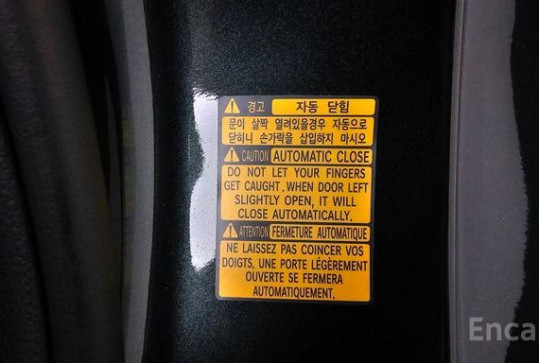 경고 자동 닫힘
문이 살짝 열려있을경우 자동으로
닫히니 손가락을 삽입하지 마시오
CAUTION AUTOMATIC CLOSE
DO NOT LET YOUR FINGERS
GET CAUGHT. WHEN DOOR LEFT
SLIGHTLY OPEN, IT WILL
CLOSE AUTOMATICALLY.
ATTENTION FERMETURE AUTOMATIQUE
NE LAISSEZ PAS COINCER VOS
DOIGTS. UNE PORTE LÉGÈREMENT
OUVERTE SE FERMERA
AUTOMATIQUEMENT.
Enca